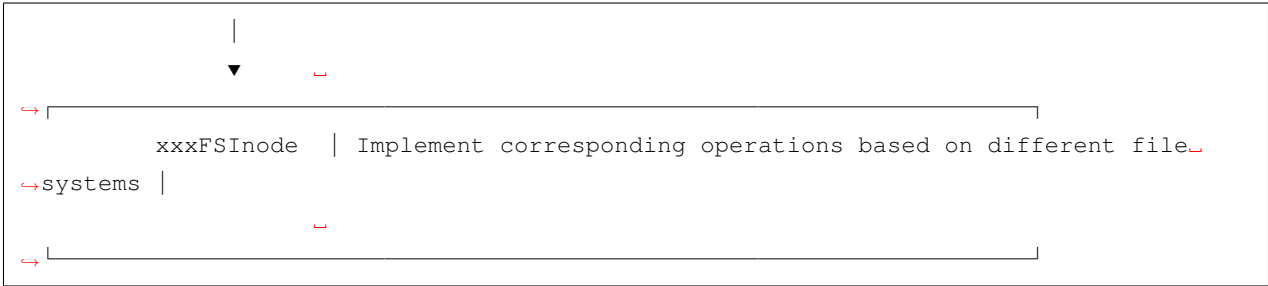 │
▼ ␣
↪┌──────────────────────────────────────────────────────────────┐
xxxFSInode │ Implement corresponding operations based on different file␣
↪systems │
␣
↪└──────────────────────────────────────────────────────────────┘